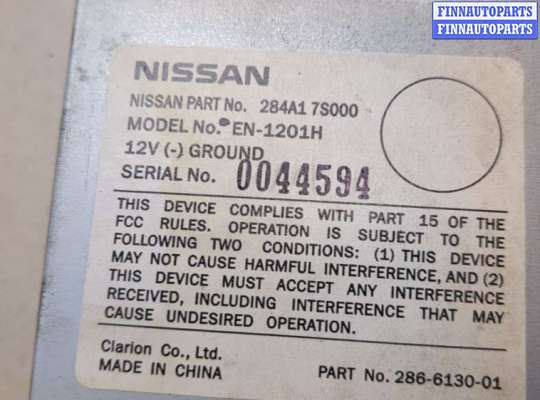 FINNAUTOPARTS
FINNAUTOPARTS
NISSAN
NISSAN PART No. 284A1 7S000
MODEL No. EN-1201H
12V (-) GROUND
SERIAL No. 0044594
THIS DEVICE COMPLIES WITH PART 15 OF THE
FCC RULES. OPERATION IS SUBJECT TO THE
FOLLOWING TWO CONDITIONS: (1) THIS DEVICE
MAY NOT CAUSE HARMFUL INTERFERENCE, AND (2)
THIS DEVICE MUST ACCEPT ANY INTERFERENCE
RECEIVED, INCLUDING INTERFERENCE THAT MAY
CAUSE UNDESIRED OPERATION.
Clarion Co., Ltd.
MADE IN CHINA PART No. 286-6130-01